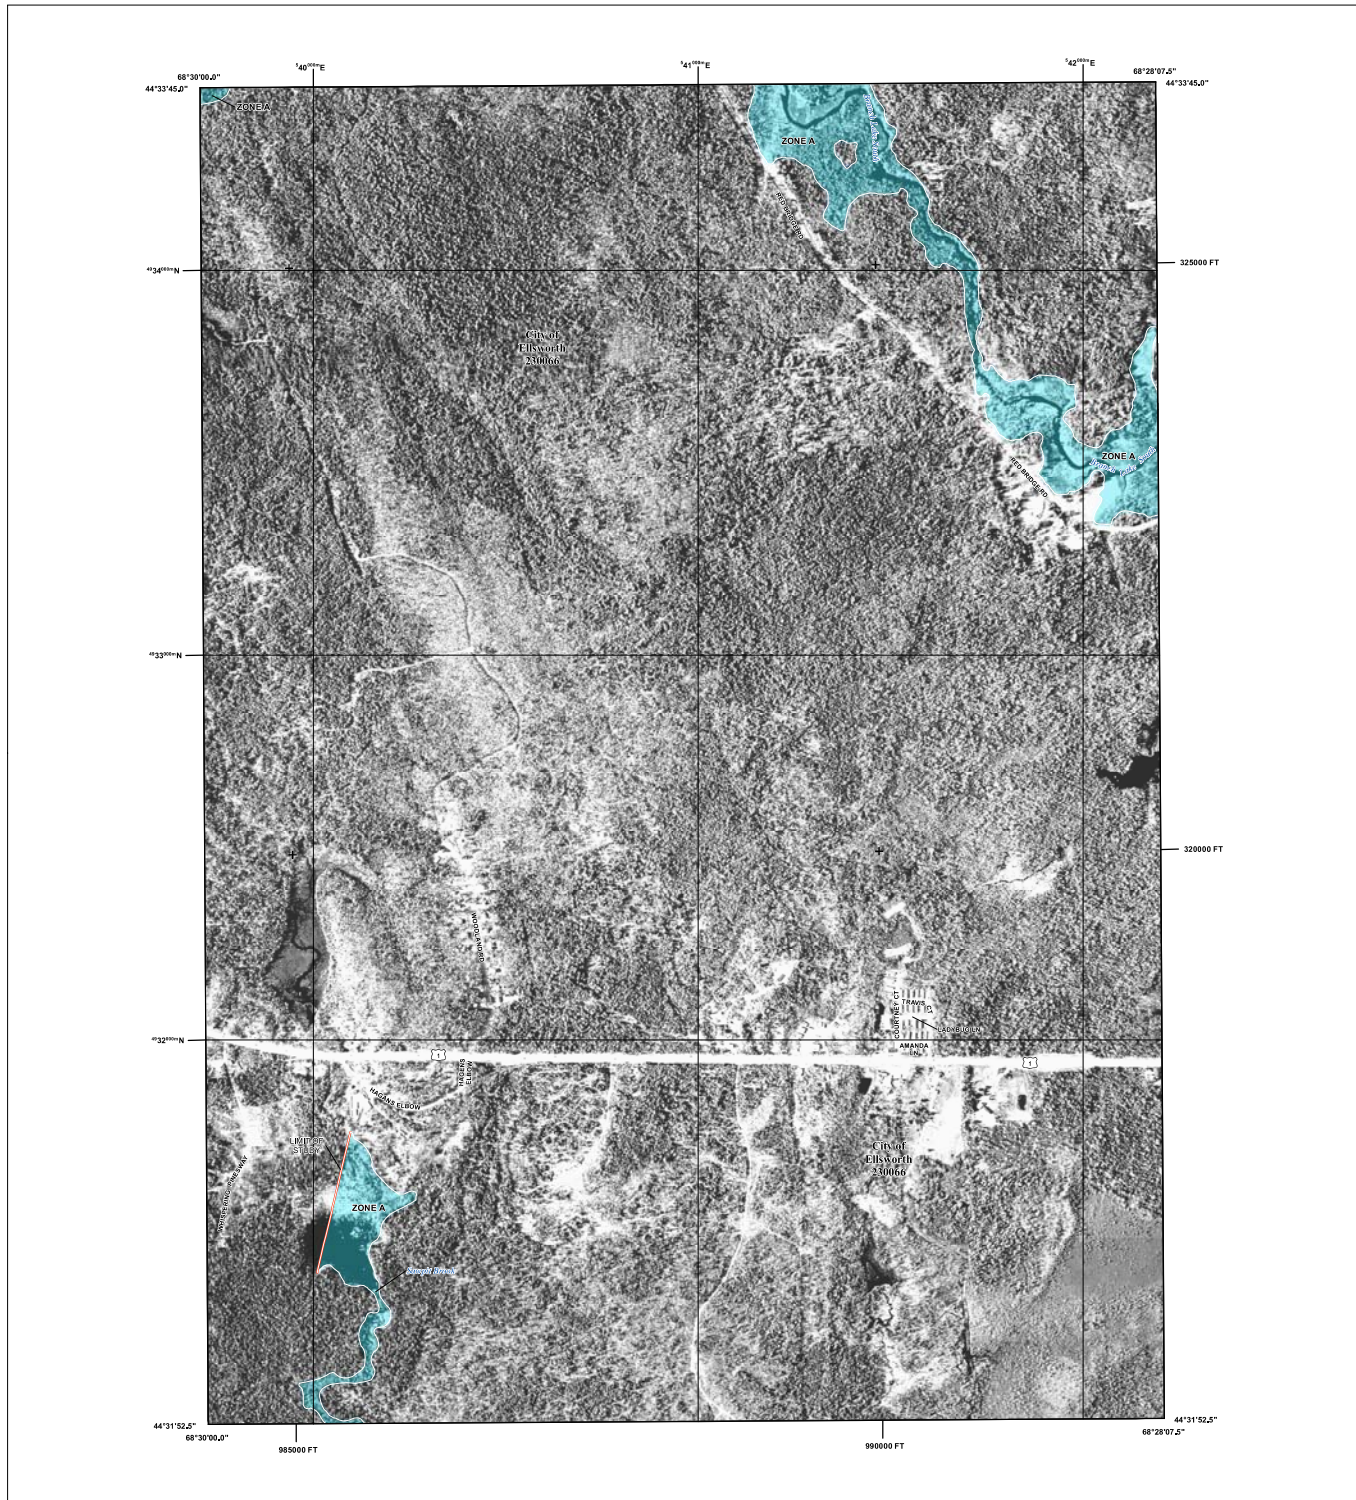 68°30'00.0"
540000mE
541000mE
542000mE
68°28'07.5"
44°33'45.0"
44°33'45.0"
ZONE A
ZONE A
RED BRIDGE RD
4934000mN
325000 FT
City of
Ellsworth
230066
ZONE A
RED BRIDGE RD
4933000mN
320000 FT
WOODLAND RD
COURTNEY CT
TRAVIS
LADYBUG LN
4932000mN
AMANDA
LN
1
1
HAGENS
ELBOW
HAGANS ELBOW
LIMIT OF
STUDY
City of
Ellsworth
230066
WHISPERING PINES WAY
ZONE A
44°31'52.5"
44°31'52.5"
68°30'00.0"
985000 FT
990000 FT
68°28'07.5"